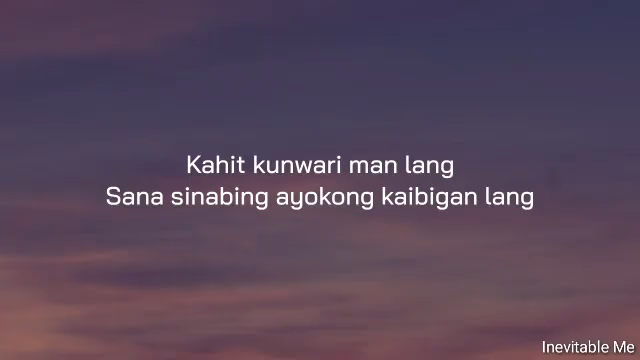 Kahit kunwari man lang
Sana sinabing ayokong kaibigan lang
Inevitable Me